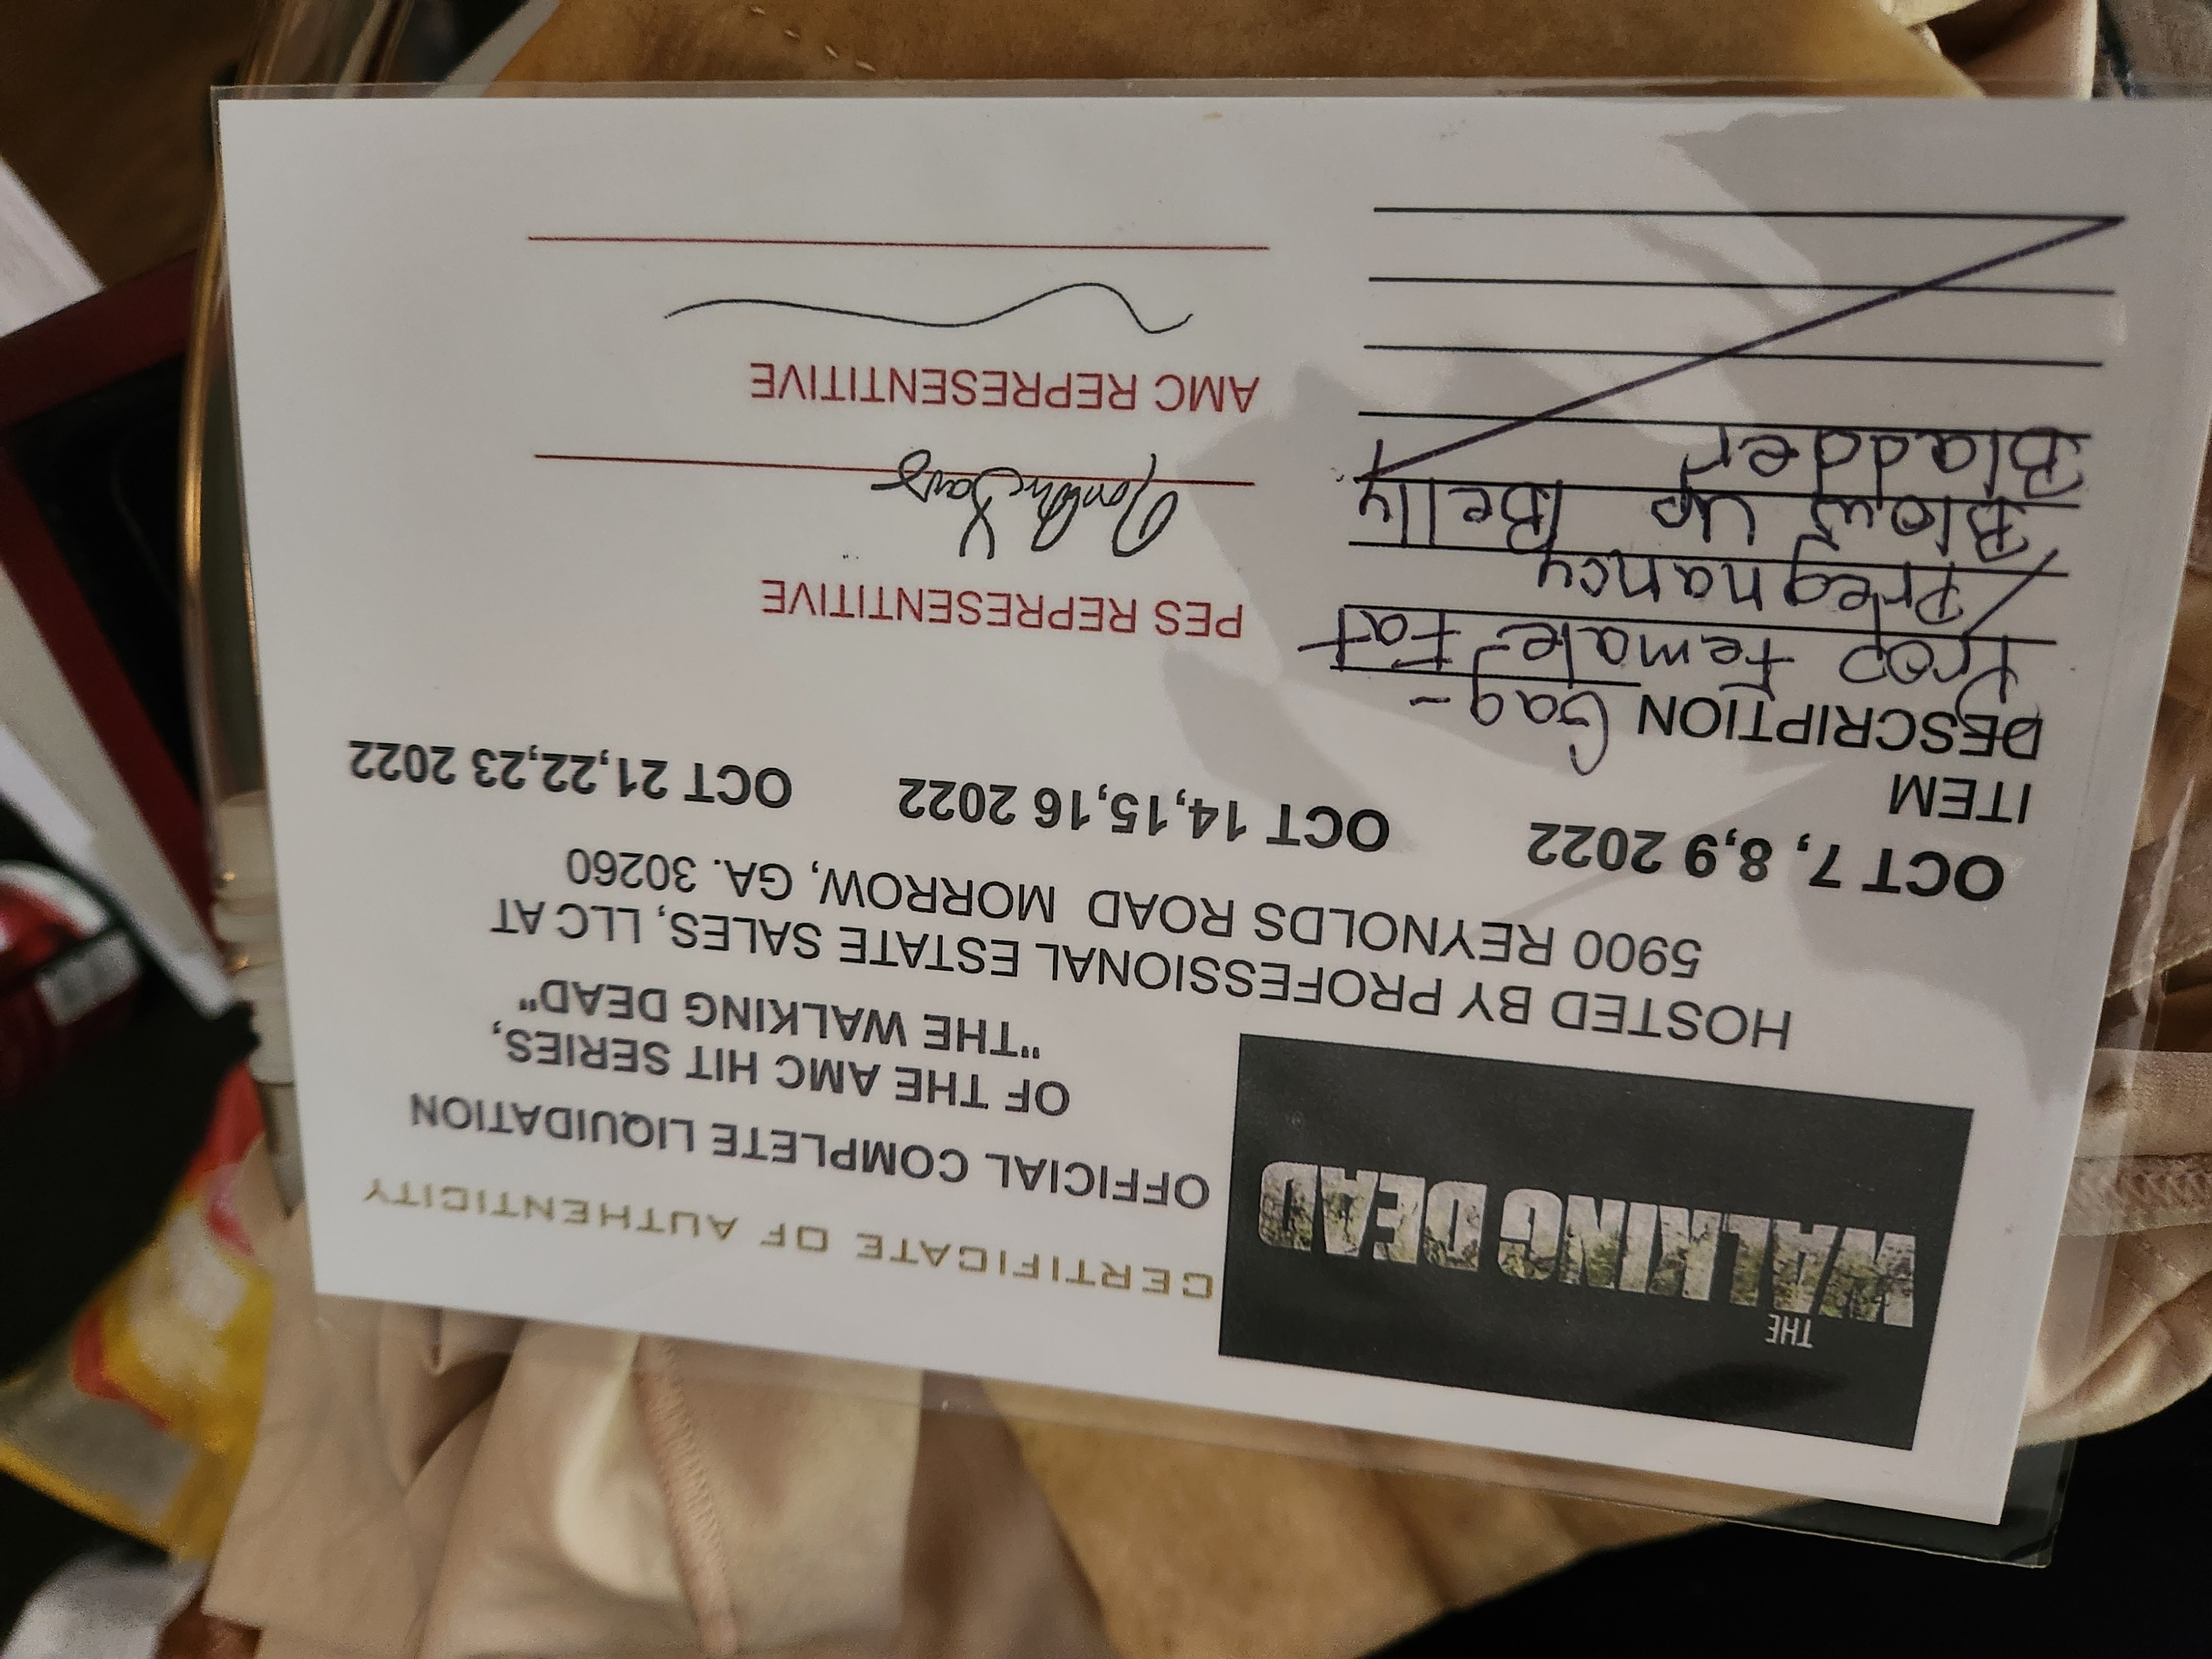 THE
WALKING DEAD
CERTIFICATE OF AUTHENTICITY
OFFICIAL COMPLETE LIQUIDATION
OF THE AMC HIT SERIES,
"THE WALKING DEAD"
HOSTED BY PROFESSIONAL ESTATE SALES, LLC AT
5900 REYNOLDS ROAD MORROW, GA. 30260
OCT 7, 8,9 2022 OCT 14,15,16 2022 OCT 21,22,23 2022
ITEM
DESCRIPTION Gag-
Prop Female-Fat
/Pregnancy
Blow Up Belly
Bladder
PES REPRESENTITIVE
AMC REPRESENTITIVE